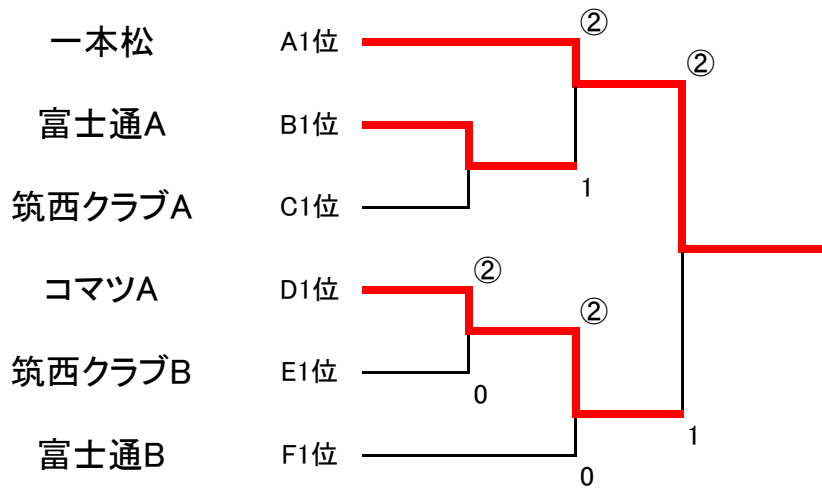 ②
一本松 A1位
②
富士通A B1位
1
筑西クラブA C1位
②
コマツA D1位
②
筑西クラブB E1位
0
1
富士通B F1位
0